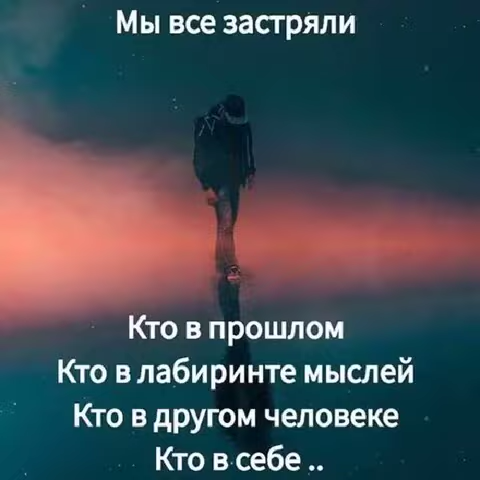 Мы все застряли
Кто в прошлом
Кто в лабиринте мыслей
Кто в другом человеке
Кто в себе ..